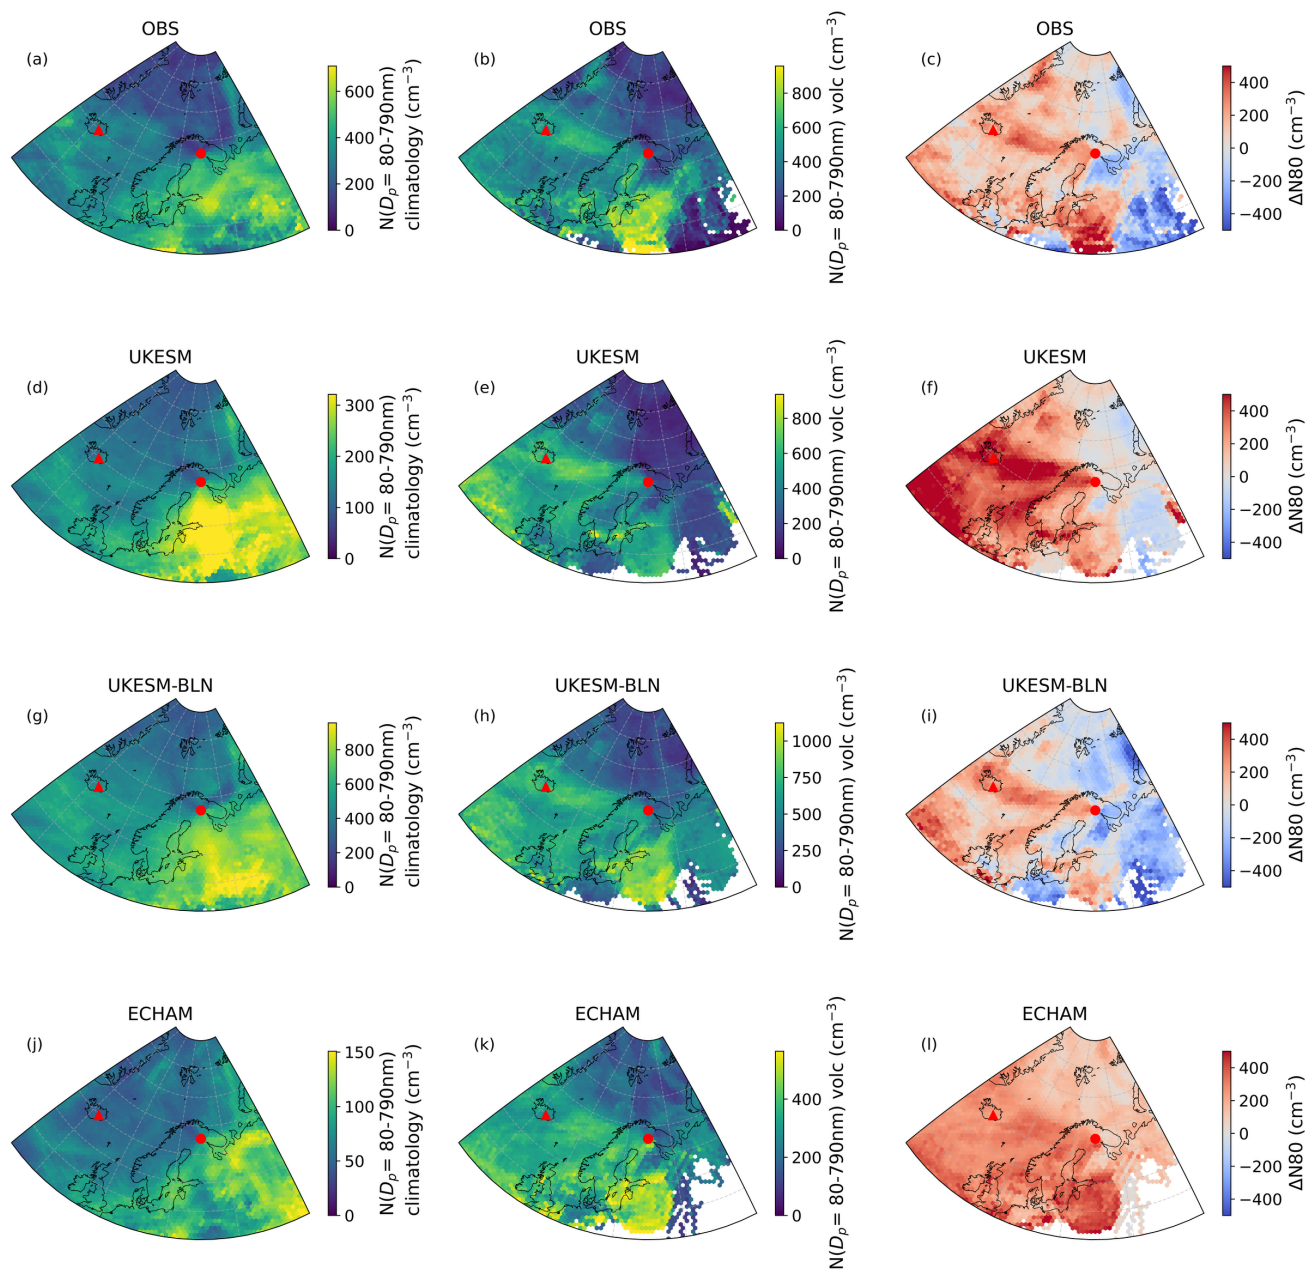 OBS
(a)
600
400
200
0
N(Dₚ= 80-790nm)
climatology (cm⁻³)
OBS
(b)
800
600
400
200
0
N(Dₚ= 80-790nm) volc (cm⁻³)
OBS
(c)
400
200
0
−200
−400
ΔN80 (cm⁻³)
UKESM
(d)
300
200
100
0
N(Dₚ= 80-790nm)
climatology (cm⁻³)
UKESM
(e)
800
600
400
200
0
N(Dₚ= 80-790nm) volc (cm⁻³)
UKESM
(f)
400
200
0
−200
−400
ΔN80 (cm⁻³)
UKESM-BLN
(g)
800
600
400
200
0
N(Dₚ= 80-790nm)
climatology (cm⁻³)
UKESM-BLN
(h)
1000
750
500
250
0
N(Dₚ= 80-790nm) volc (cm⁻³)
UKESM-BLN
(i)
400
200
0
−200
−400
ΔN80 (cm⁻³)
ECHAM
(j)
150
100
50
0
N(Dₚ= 80-790nm)
climatology (cm⁻³)
ECHAM
(k)
400
200
0
N(Dₚ= 80-790nm) volc (cm⁻³)
ECHAM
(l)
400
200
0
−200
−400
ΔN80 (cm⁻³)